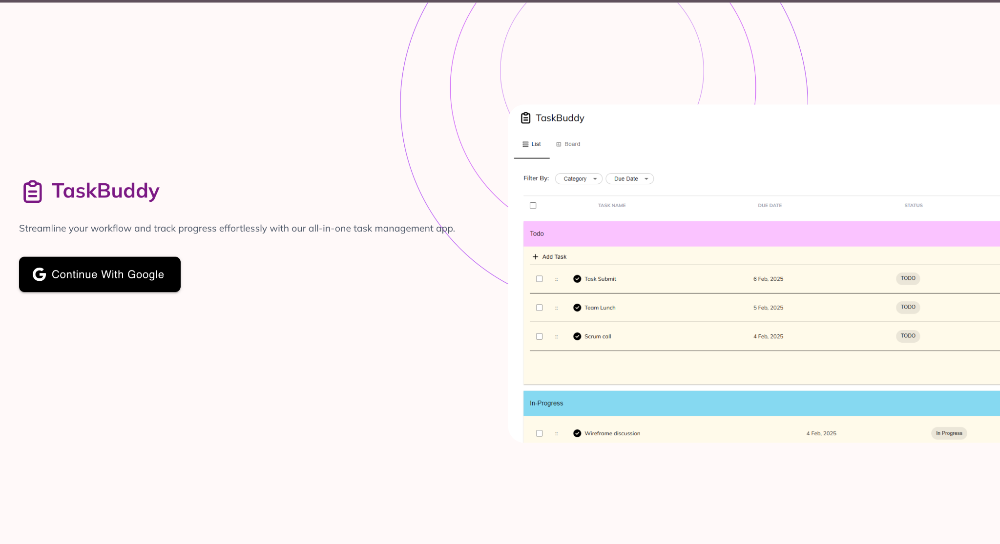 TaskBuddy
Streamline your workflow and track progress effortlessly with our all-in-one task management app.
Continue With Google
TaskBuddy
List Board
Filter By: Category Due Date
TASK NAME DUE DATE STATUS
Todo
+ Add Task
Task Submit 6 Feb, 2025 TODO
Team Lunch 5 Feb, 2025 TODO
Scrum call 4 Feb, 2025 TODO
In-Progress
Wireframe discussion 4 Feb, 2025 In Progress